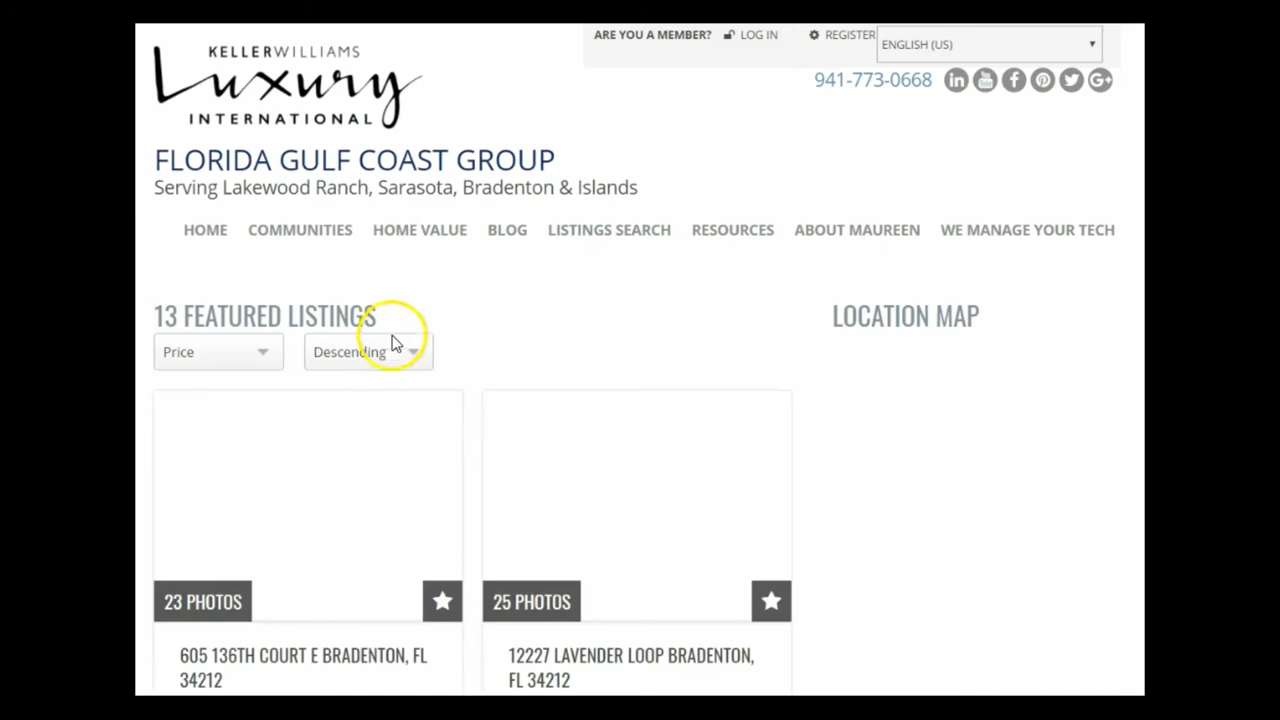 ARE YOU A MEMBER? LOG IN REGISTER ENGLISH (US)
KELLERWILLIAMS
Luxury
INTERNATIONAL
941-773-0668
FLORIDA GULF COAST GROUP
Serving Lakewood Ranch, Sarasota, Bradenton & Islands
HOME COMMUNITIES HOME VALUE BLOG LISTINGS SEARCH RESOURCES ABOUT MAUREEN WE MANAGE YOUR TECH
13 FEATURED LISTINGS
LOCATION MAP
Price Descending
23 PHOTOS
25 PHOTOS
605 136TH COURT E BRADENTON, FL
34212
12227 LAVENDER LOOP BRADENTON,
FL 34212